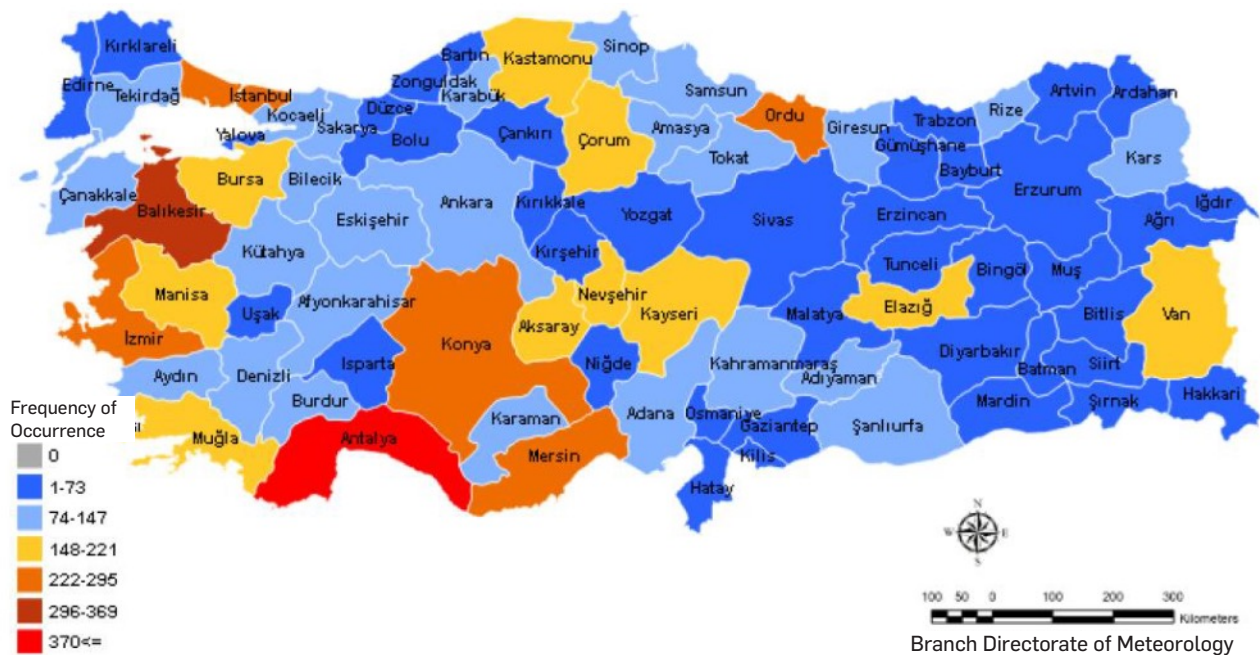 Kırklareli
Edirne
Tekirdağ
İstanbul
Kocaeli
Yalova
Sakarya
Düzce
Bolu
Zonguldak
Bartın
Karabük
Kastamonu
Çankırı
Sinop
Çorum
Samsun
Amasya
Tokat
Ordu
Giresun
Trabzon
Gümüşhane
Bayburt
Rize
Artvin
Ardahan
Kars
Erzurum
Iğdır
Ağrı
Çanakkale
Balıkesir
Bursa
Bilecik
Eskişehir
Ankara
Kırıkkale
Kırşehir
Yozgat
Sivas
Erzincan
Tunceli
Bingöl
Muş
Kütahya
Manisa
Uşak
Afyonkarahisar
Konya
Aksaray
Nevşehir
Kayseri
Malatya
Elazığ
Bitlis
Van
İzmir
Aydın
Denizli
Isparta
Burdur
Niğde
Kahramanmaraş
Adıyaman
Diyarbakır
Batman
Siirt
Mardin
Şırnak
Hakkari
Muğla
Antalya
Karaman
Mersin
Adana
Osmaniye
Gaziantep
Kilis
Hatay
Şanlıurfa
Frequency of
Occurrence
0
1-73
74-147
148-221
222-295
296-369
370<=
N
W
E
S
100 50 0 100 200 300
Kilometers
Branch Directorate of Meteorology